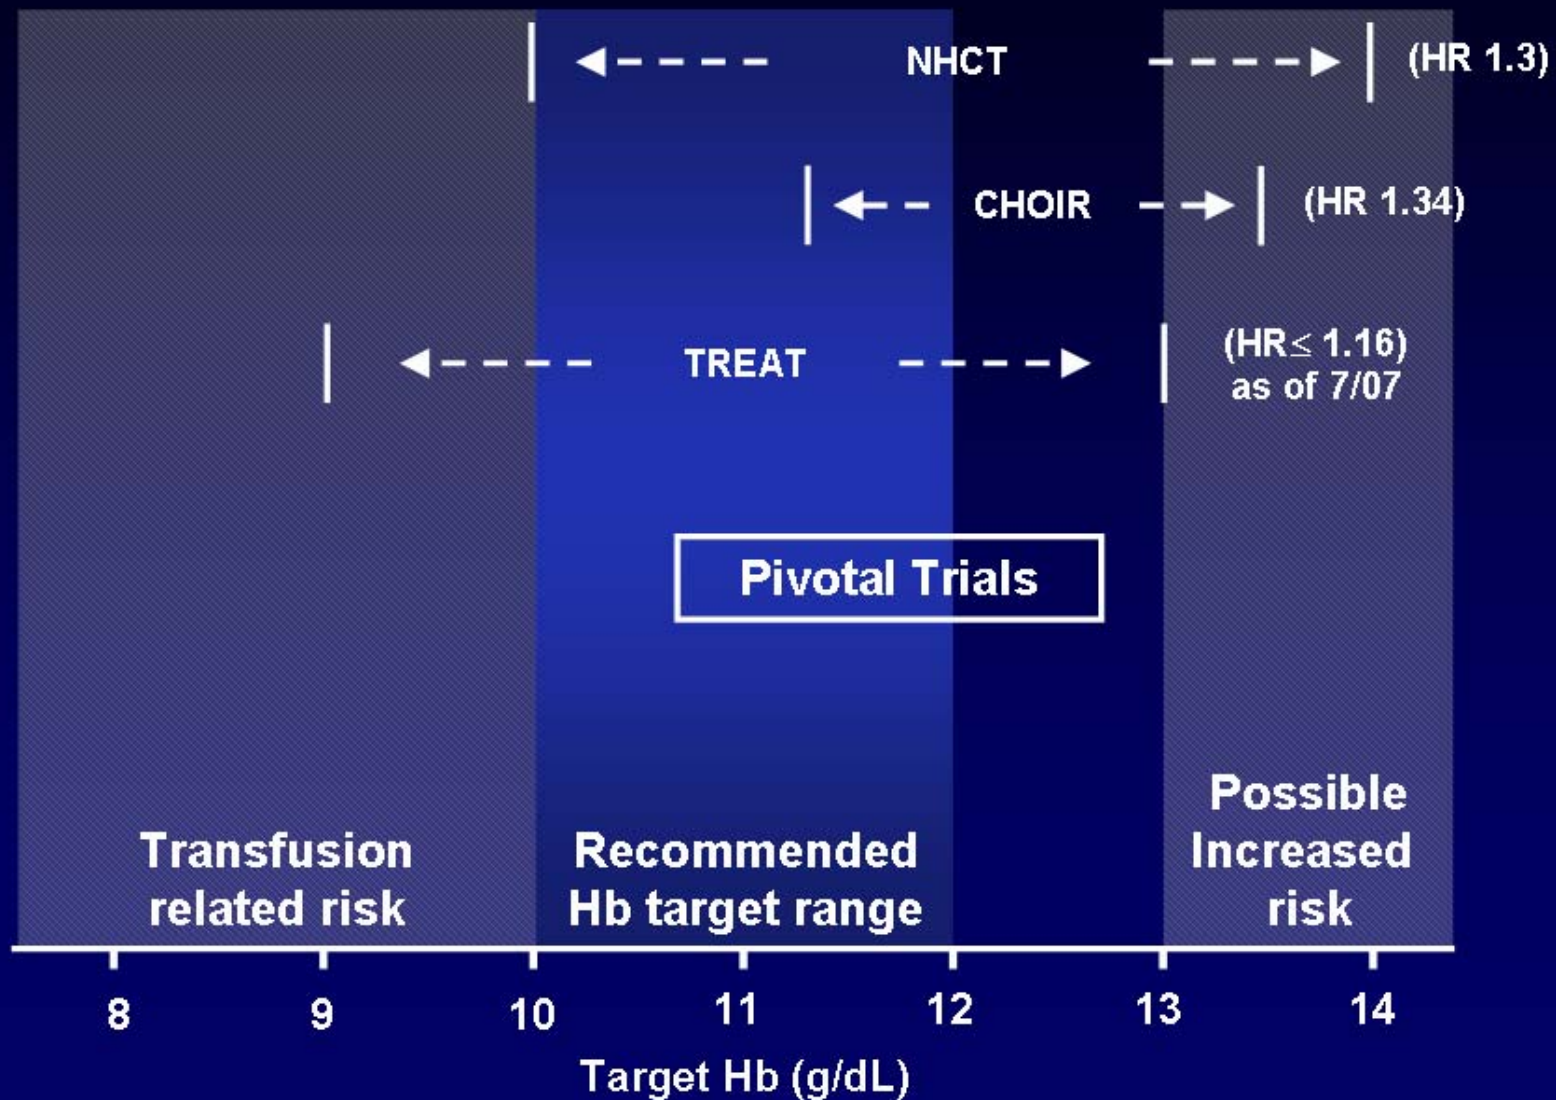 NHCT
(HR 1.3)
CHOIR
(HR 1.34)
TREAT
(HR≤ 1.16)
as of 7/07
Pivotal Trials
Transfusion
related risk
Recommended
Hb target range
Possible
Increased
risk
8 9 10 11 12 13 14
Target Hb (g/dL)